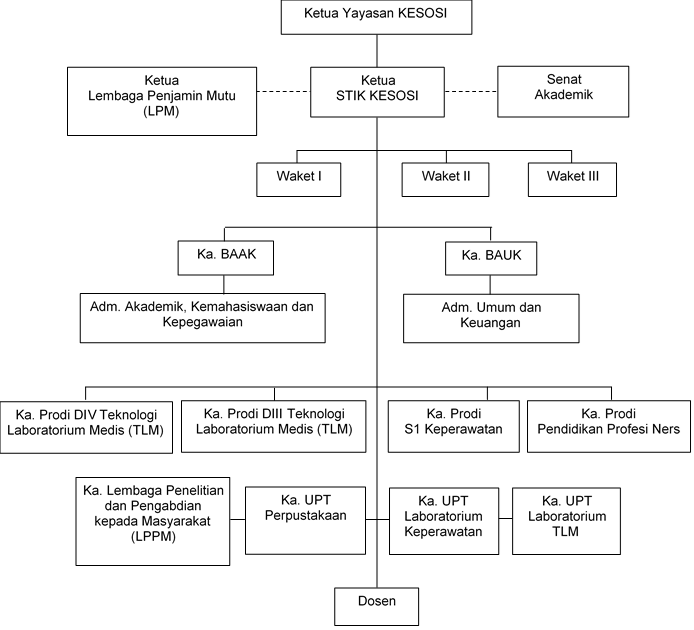 Ketua Yayasan KESOSI
Ketua
Lembaga Penjamin Mutu
(LPM)
Ketua
STIK KESOSI
Senat
Akademik
Waket I
Waket II
Waket III
Ka. BAAK
Ka. BAUK
Adm. Akademik, Kemahasiswaan dan
Kepegawaian
Adm. Umum dan
Keuangan
Ka. Prodi DIV Teknologi
Laboratorium Medis (TLM)
Ka. Prodi DIII Teknologi
Laboratorium Medis (TLM)
Ka. Prodi
S1 Keperawatan
Ka. Prodi
Pendidikan Profesi Ners
Ka. Lembaga Penelitian
dan Pengabdian
kepada Masyarakat
(LPPM)
Ka. UPT
Perpustakaan
Ka. UPT
Laboratorium
Keperawatan
Ka. UPT
Laboratorium
TLM
Dosen